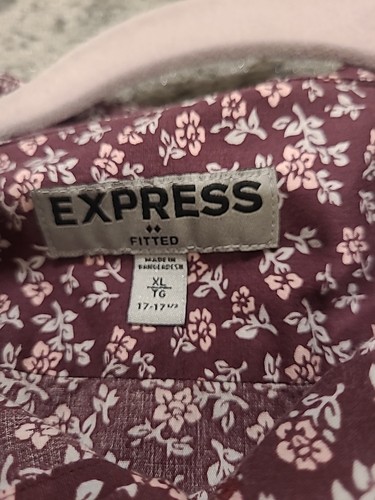 EXPRESS
FITTED
MADE IN
BANGLADESH
XL
TG
17-17 1/2